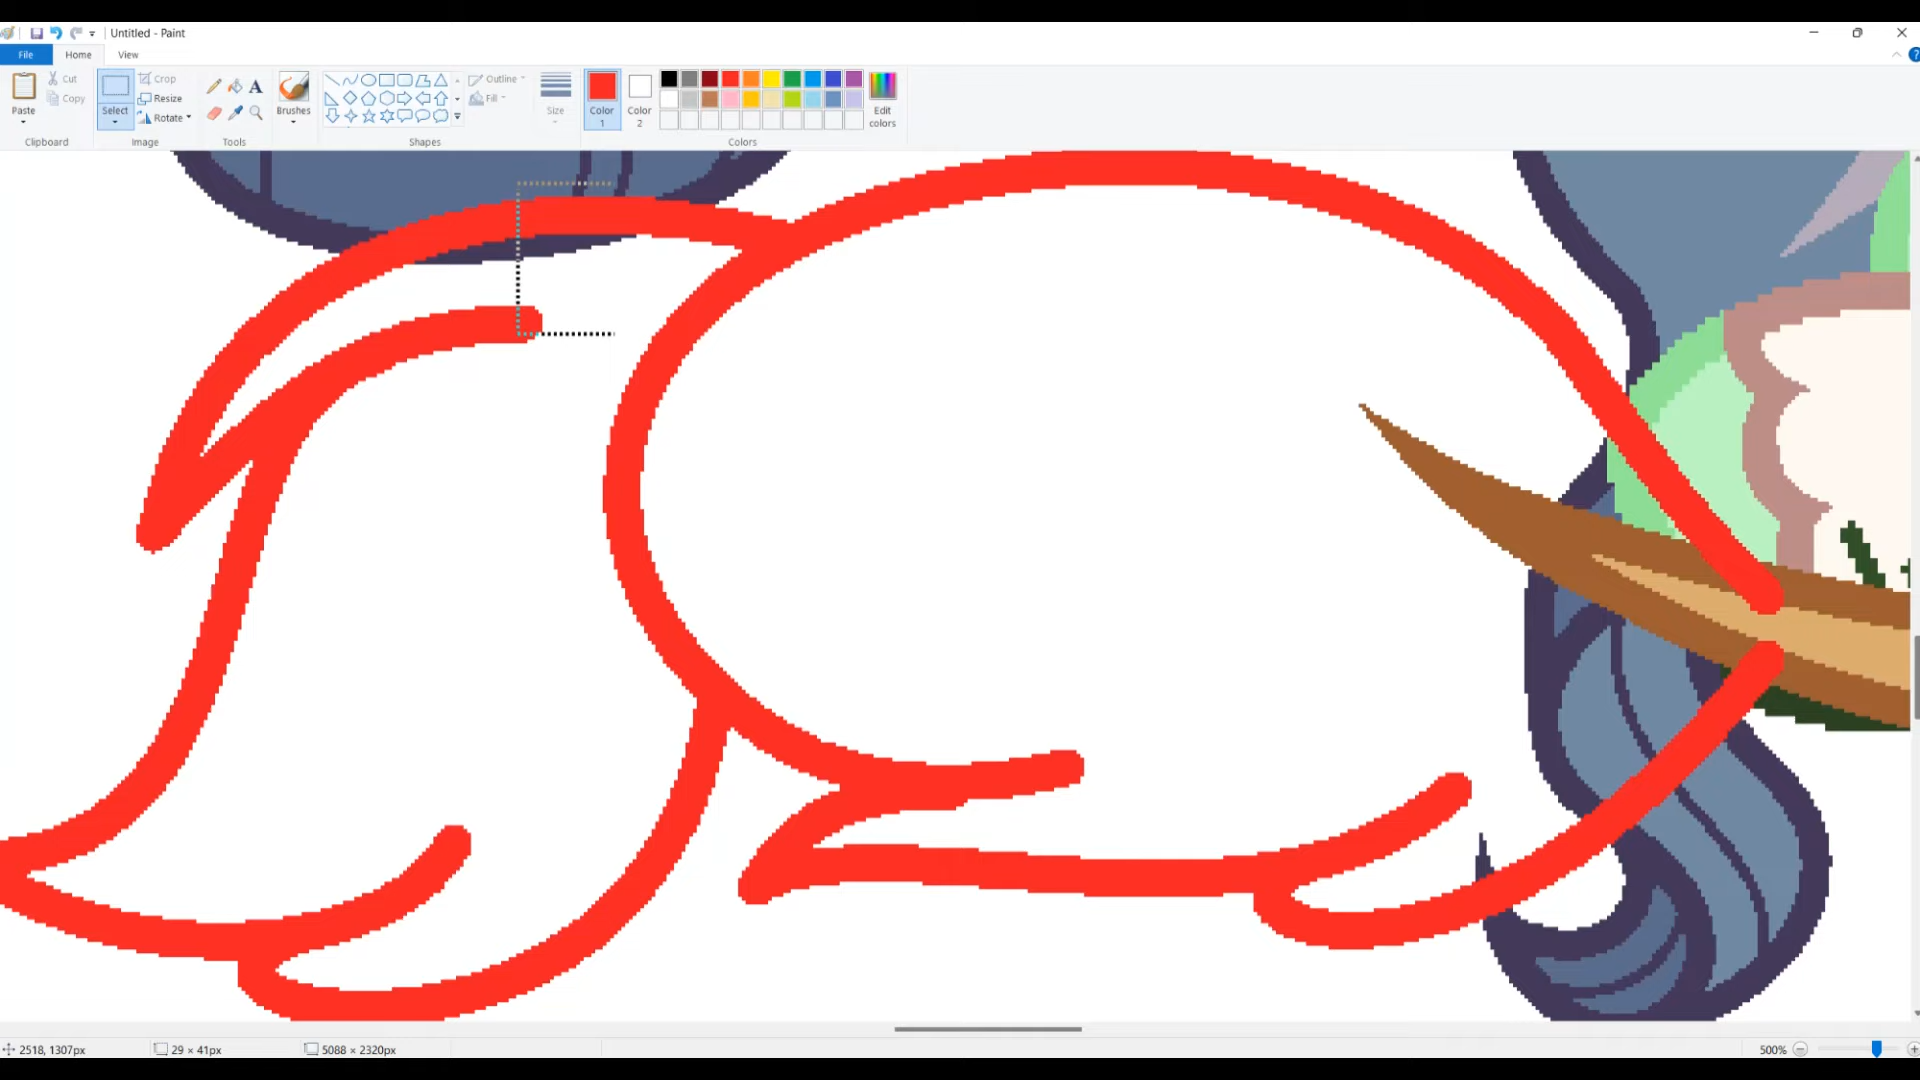 Untitled - Paint
File Home View
Paste
Cut
Copy
Clipboard
Select
Crop
Resize
Rotate
Image
A
Tools
Brushes
Shapes
Outline
Fill
Size
Color 1
Color 2
Edit colors
Colors
2518, 1307px 29 × 41px 5088 × 2320px 500%